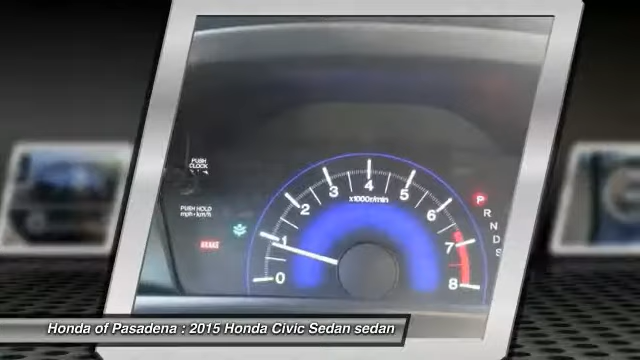 PUSH
CLOCK
PUSH HOLD
mph•km/h
BRAKE
0
1
2
3
4
5
6
7
8
x1000r/min
P
R
N
D
S
Honda of Pasadena : 2015 Honda Civic Sedan sedan